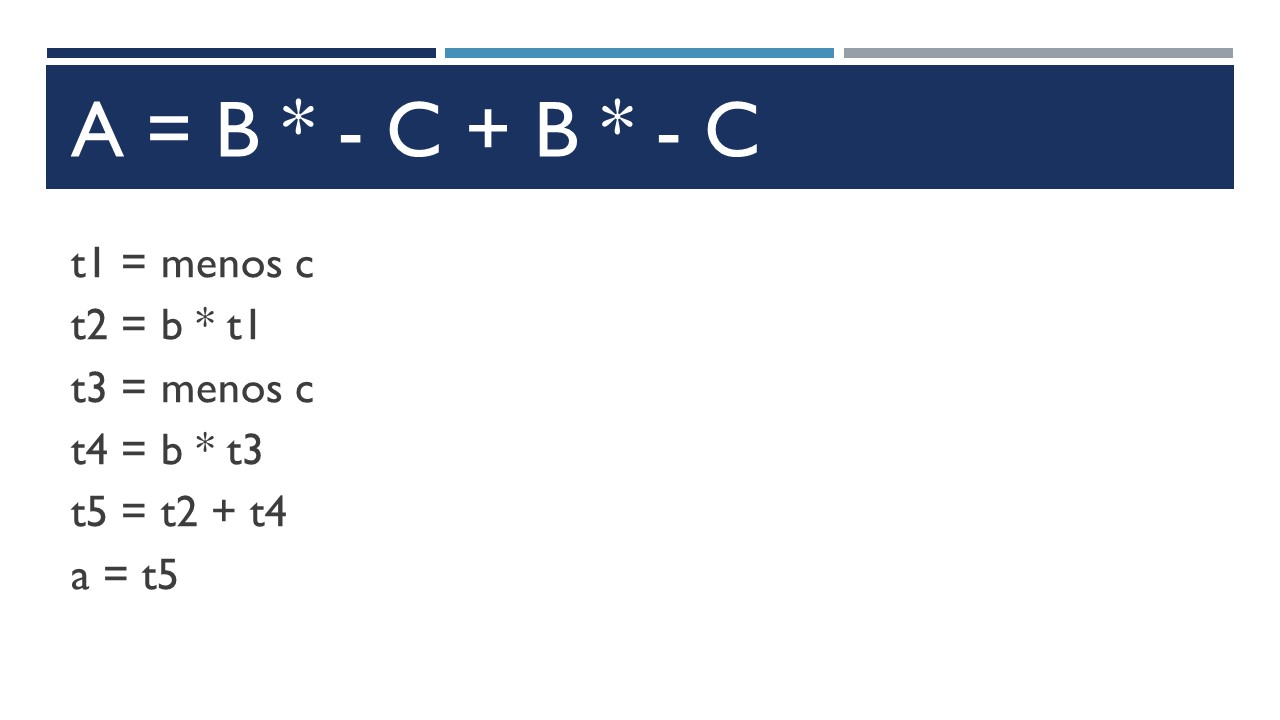 A = B * - C + B * - C
t1 = menos c
t2 = b * t1
t3 = menos c
t4 = b * t3
t5 = t2 + t4
a = t5